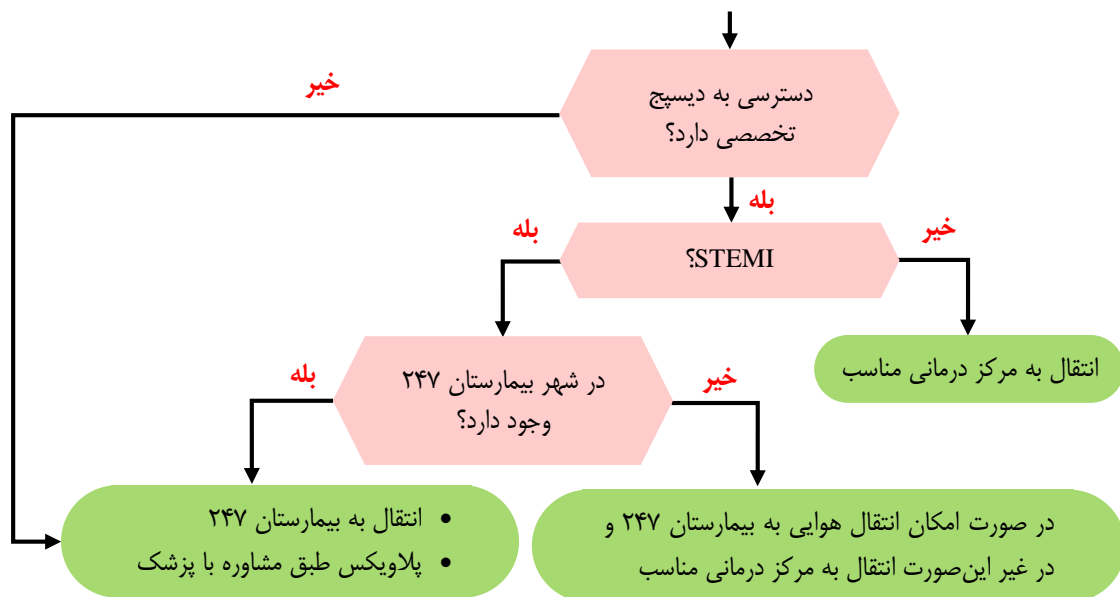 دسترسی به دیسپچ
تخصصی دارد؟
خیر
بله
STEMI؟
خیر
بله
انتقال به مرکز درمانی مناسب
در شهر بیمارستان ۲۴۷
وجود دارد؟
خیر
بله
در صورت امکان انتقال هوایی به بیمارستان ۲۴۷ و
در غیر این‌صورت انتقال به مرکز درمانی مناسب
• انتقال به بیمارستان ۲۴۷
• پلاویکس طبق مشاوره با پزشک